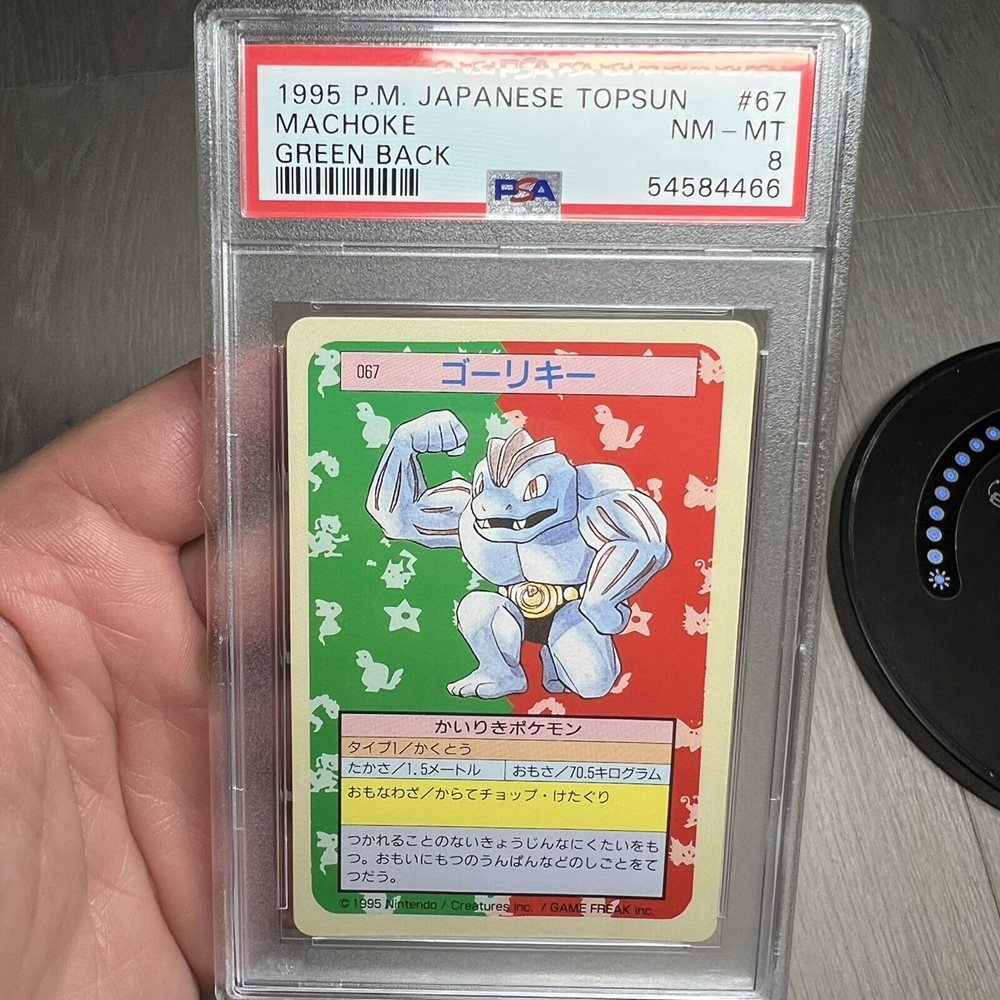 1995 P.M. JAPANESE TOPSUN #67
MACHOKE NM - MT
GREEN BACK 8
PSA 54584466
067 ゴーリキー
かいりきポケモン
タイプ1/かくとう
たかさ/1.5メートル おもさ/70.5キログラム
おもなわざ/からてチョップ・けたぐり
つかれることのないきょうじんなにくたいをも
つ。おもいにもつのうんぱんなどのしごとをて
つだう。
© 1995 Nintendo / Creatures inc. / GAME FREAK inc.